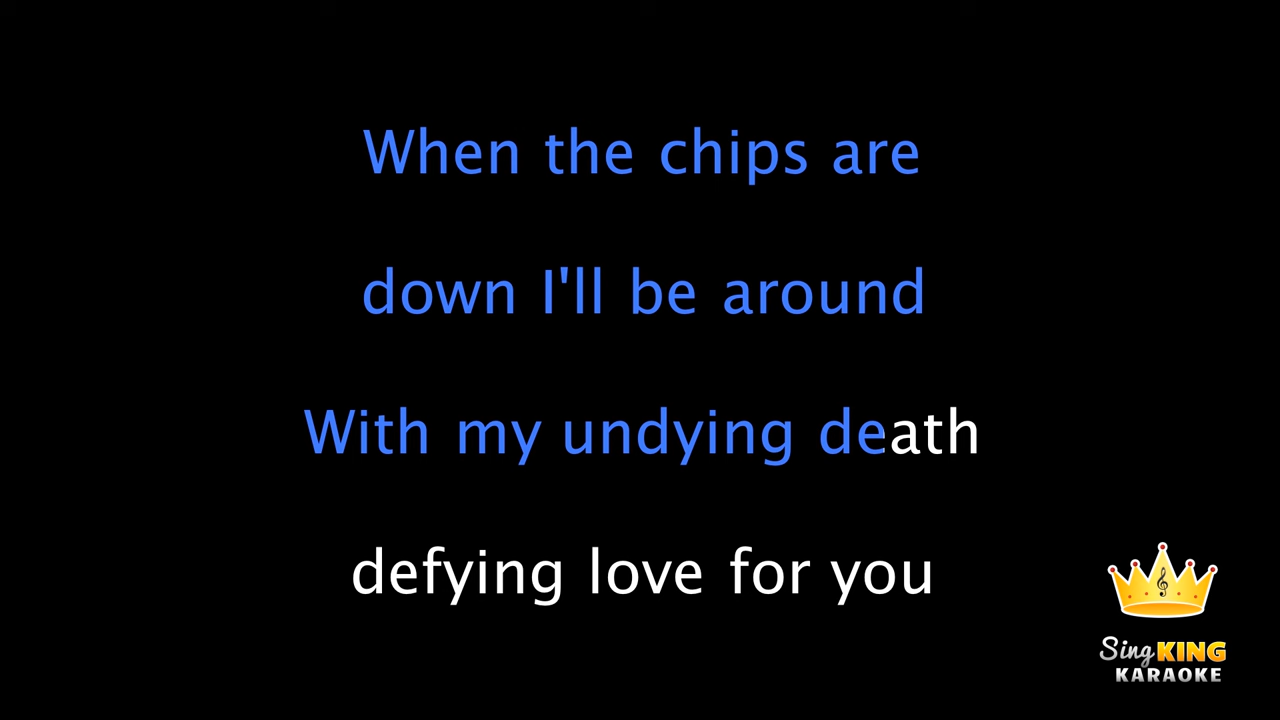 When the chips are
down I'll be around
With my undying death
defying love for you
Sing KING
KARAOKE